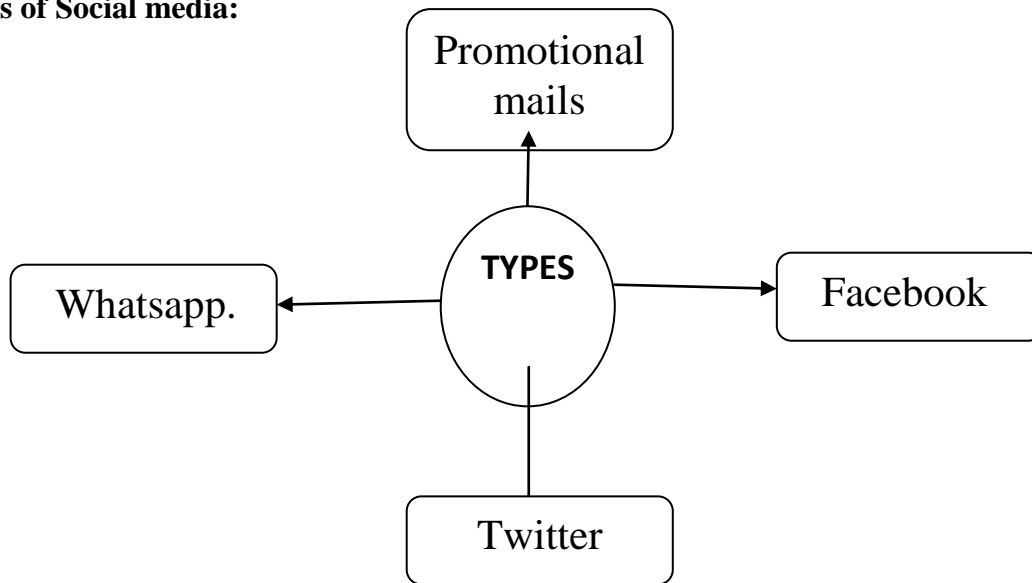 s of Social media:
Promotional
mails
TYPES
Whatsapp.
Facebook
Twitter